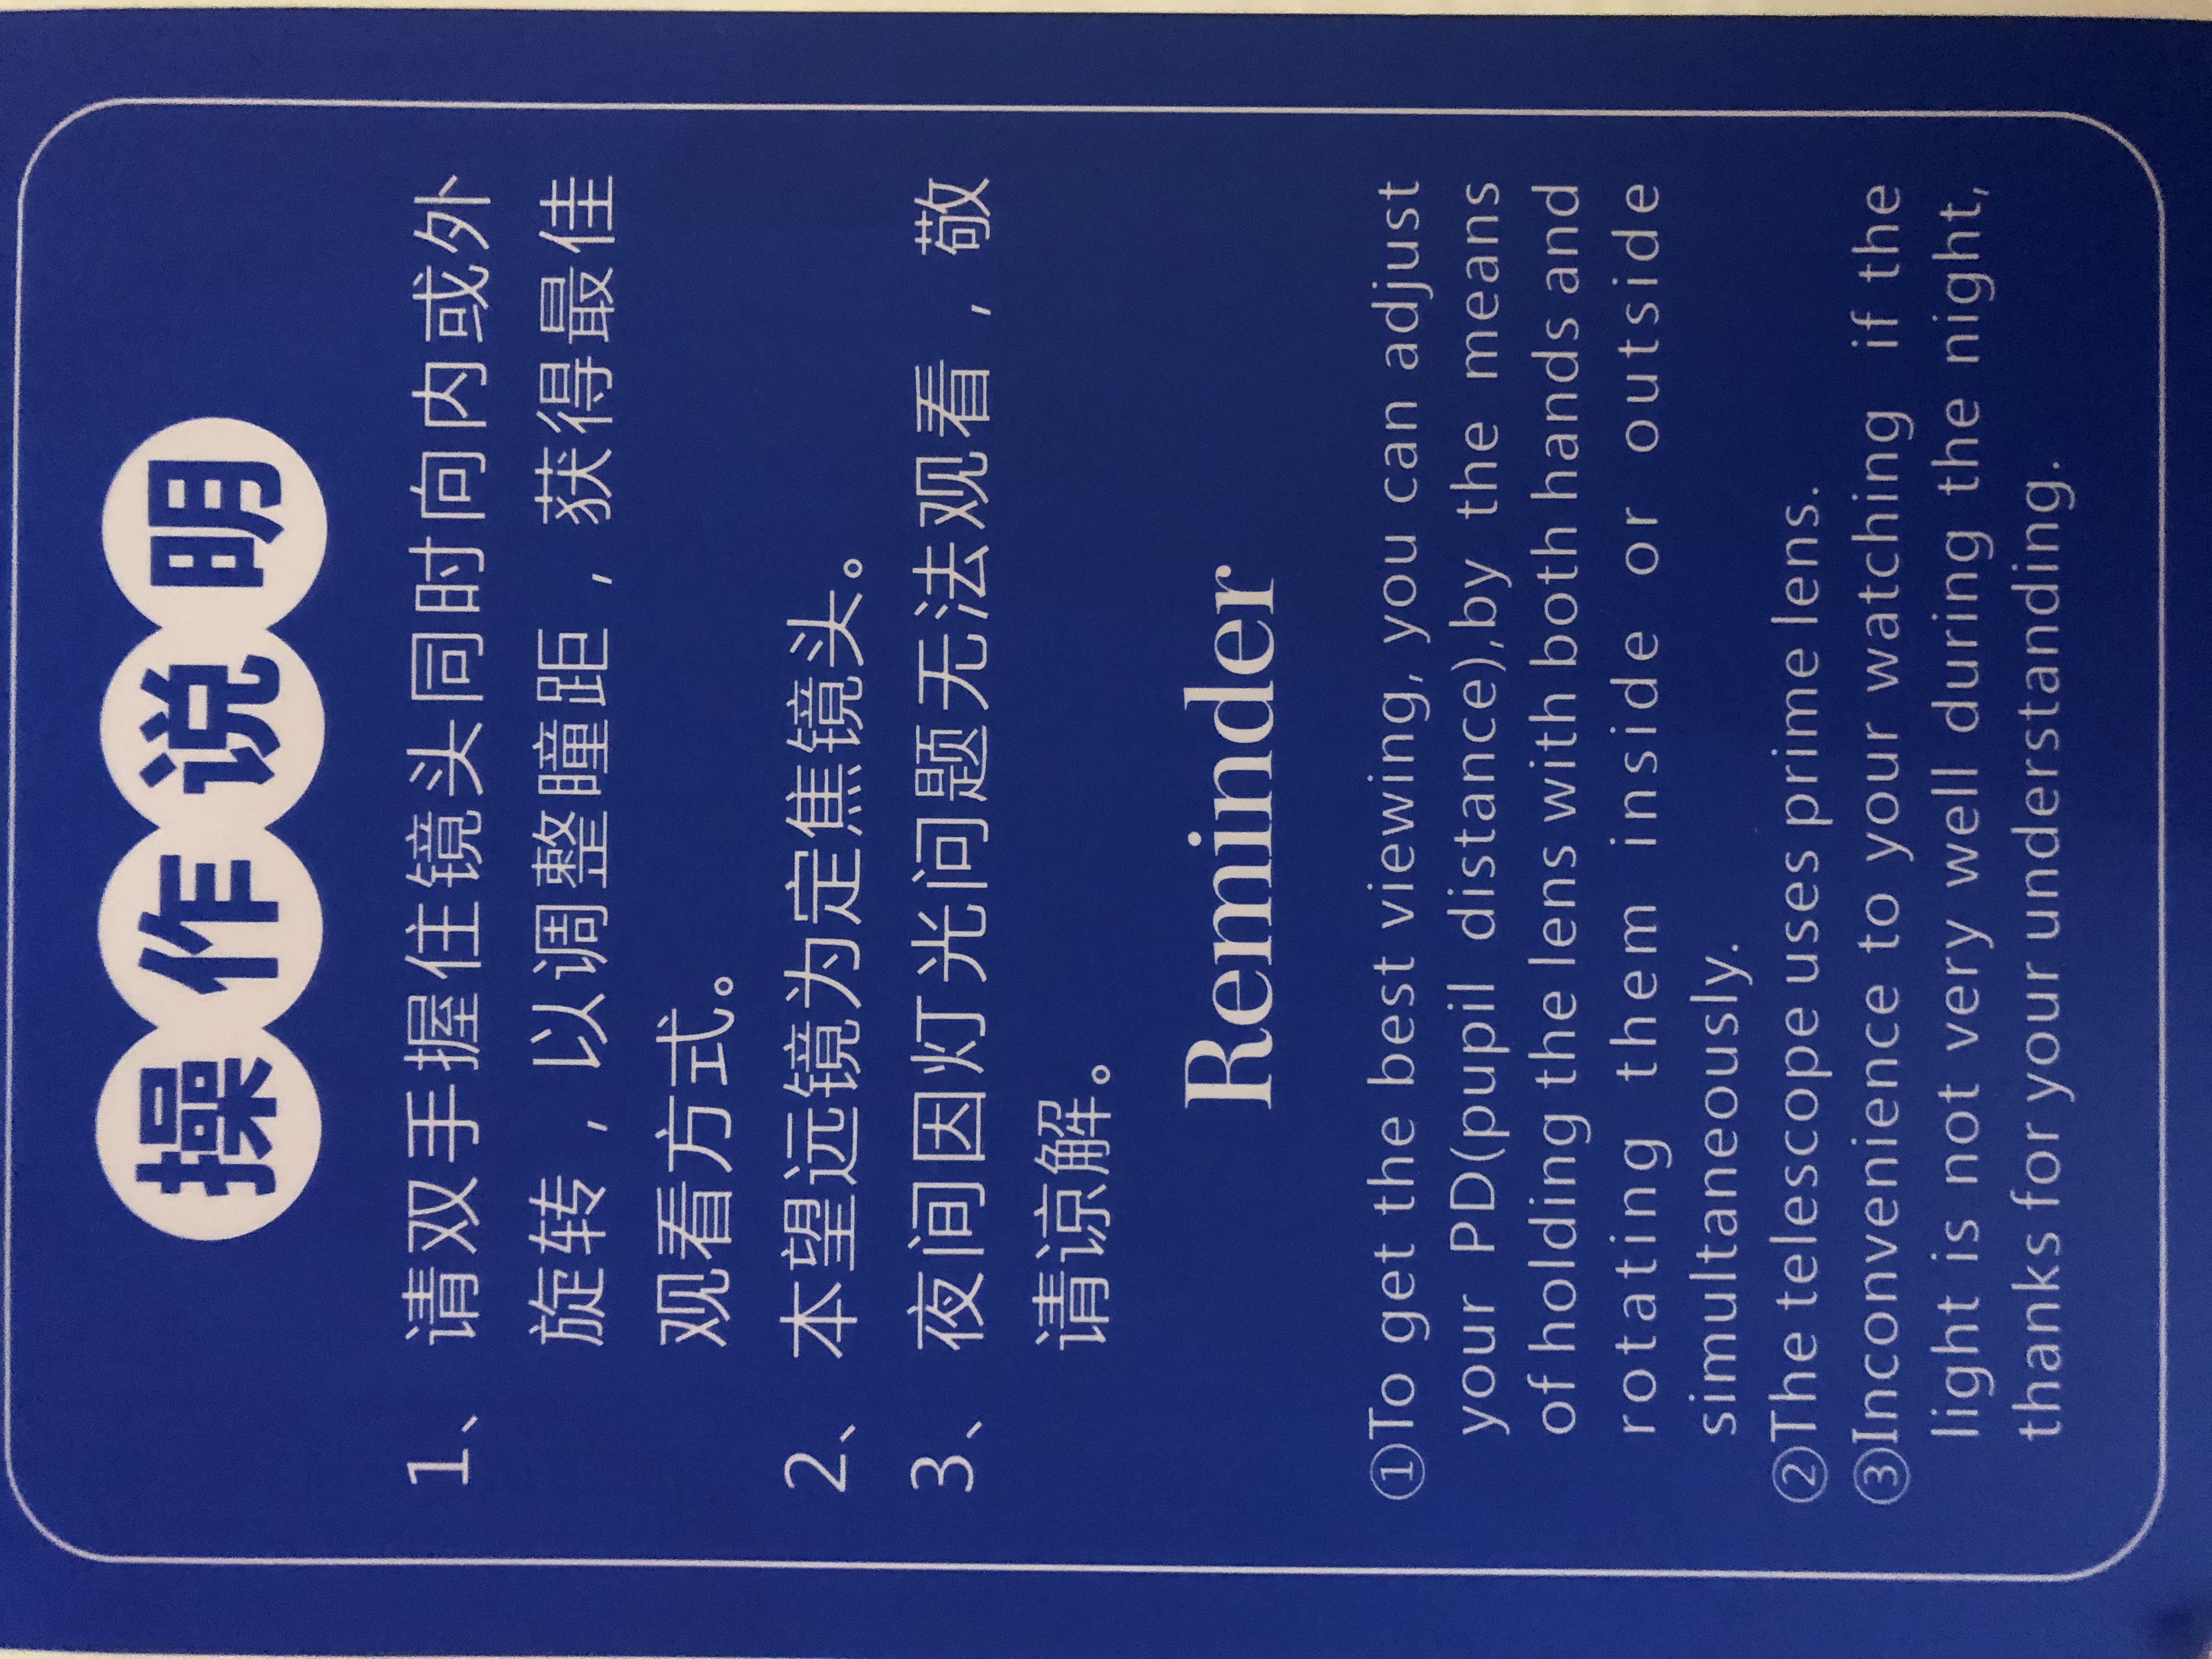 操作说明
1、请双手握住镜头同时向内或外
旋转，以调整瞳距，获得最佳
观看方式。
2、本望远镜为定焦镜头。
3、夜间因灯光问题无法观看，敬
请谅解。
Reminder
①To get the best viewing, you can adjust
your PD(pupil distance),by the means
of holding the lens with both hands and
rotating them inside or outside
simultaneously.
②The telescope uses prime lens.
③Inconvenience to your watching if the
light is not very well during the night,
thanks for your understanding.